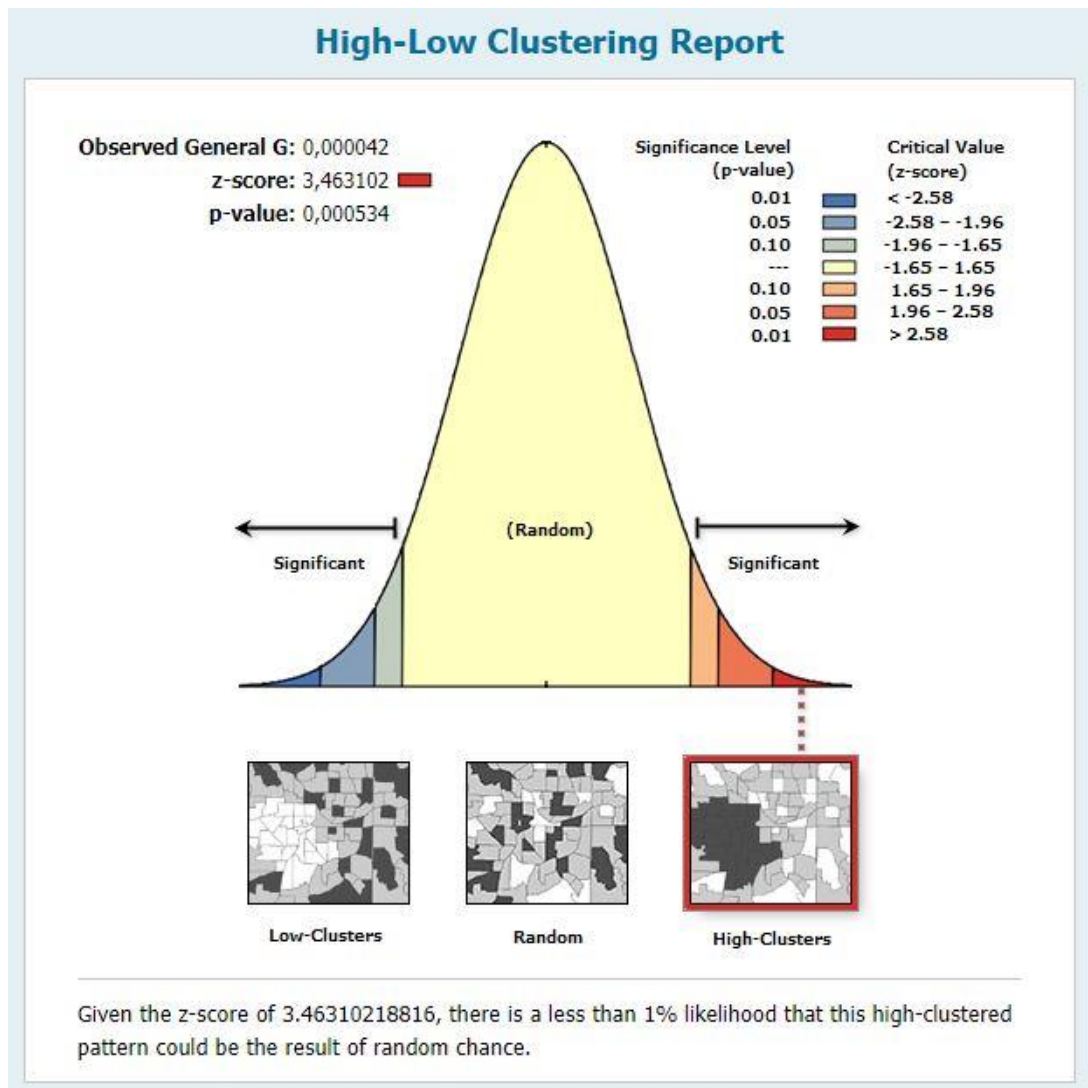 High-Low Clustering Report
Observed General G: 0,000042
z-score: 3,463102
p-value: 0,000534
Significance Level
(p-value)
Critical Value
(z-score)
0.01 < -2.58
0.05 -2.58 – -1.96
0.10 -1.96 – -1.65
--- -1.65 – 1.65
0.10 1.65 – 1.96
0.05 1.96 – 2.58
0.01 > 2.58
(Random)
Significant
Significant
Low-Clusters
Random
High-Clusters
Given the z-score of 3.46310218816, there is a less than 1% likelihood that this high-clustered
pattern could be the result of random chance.